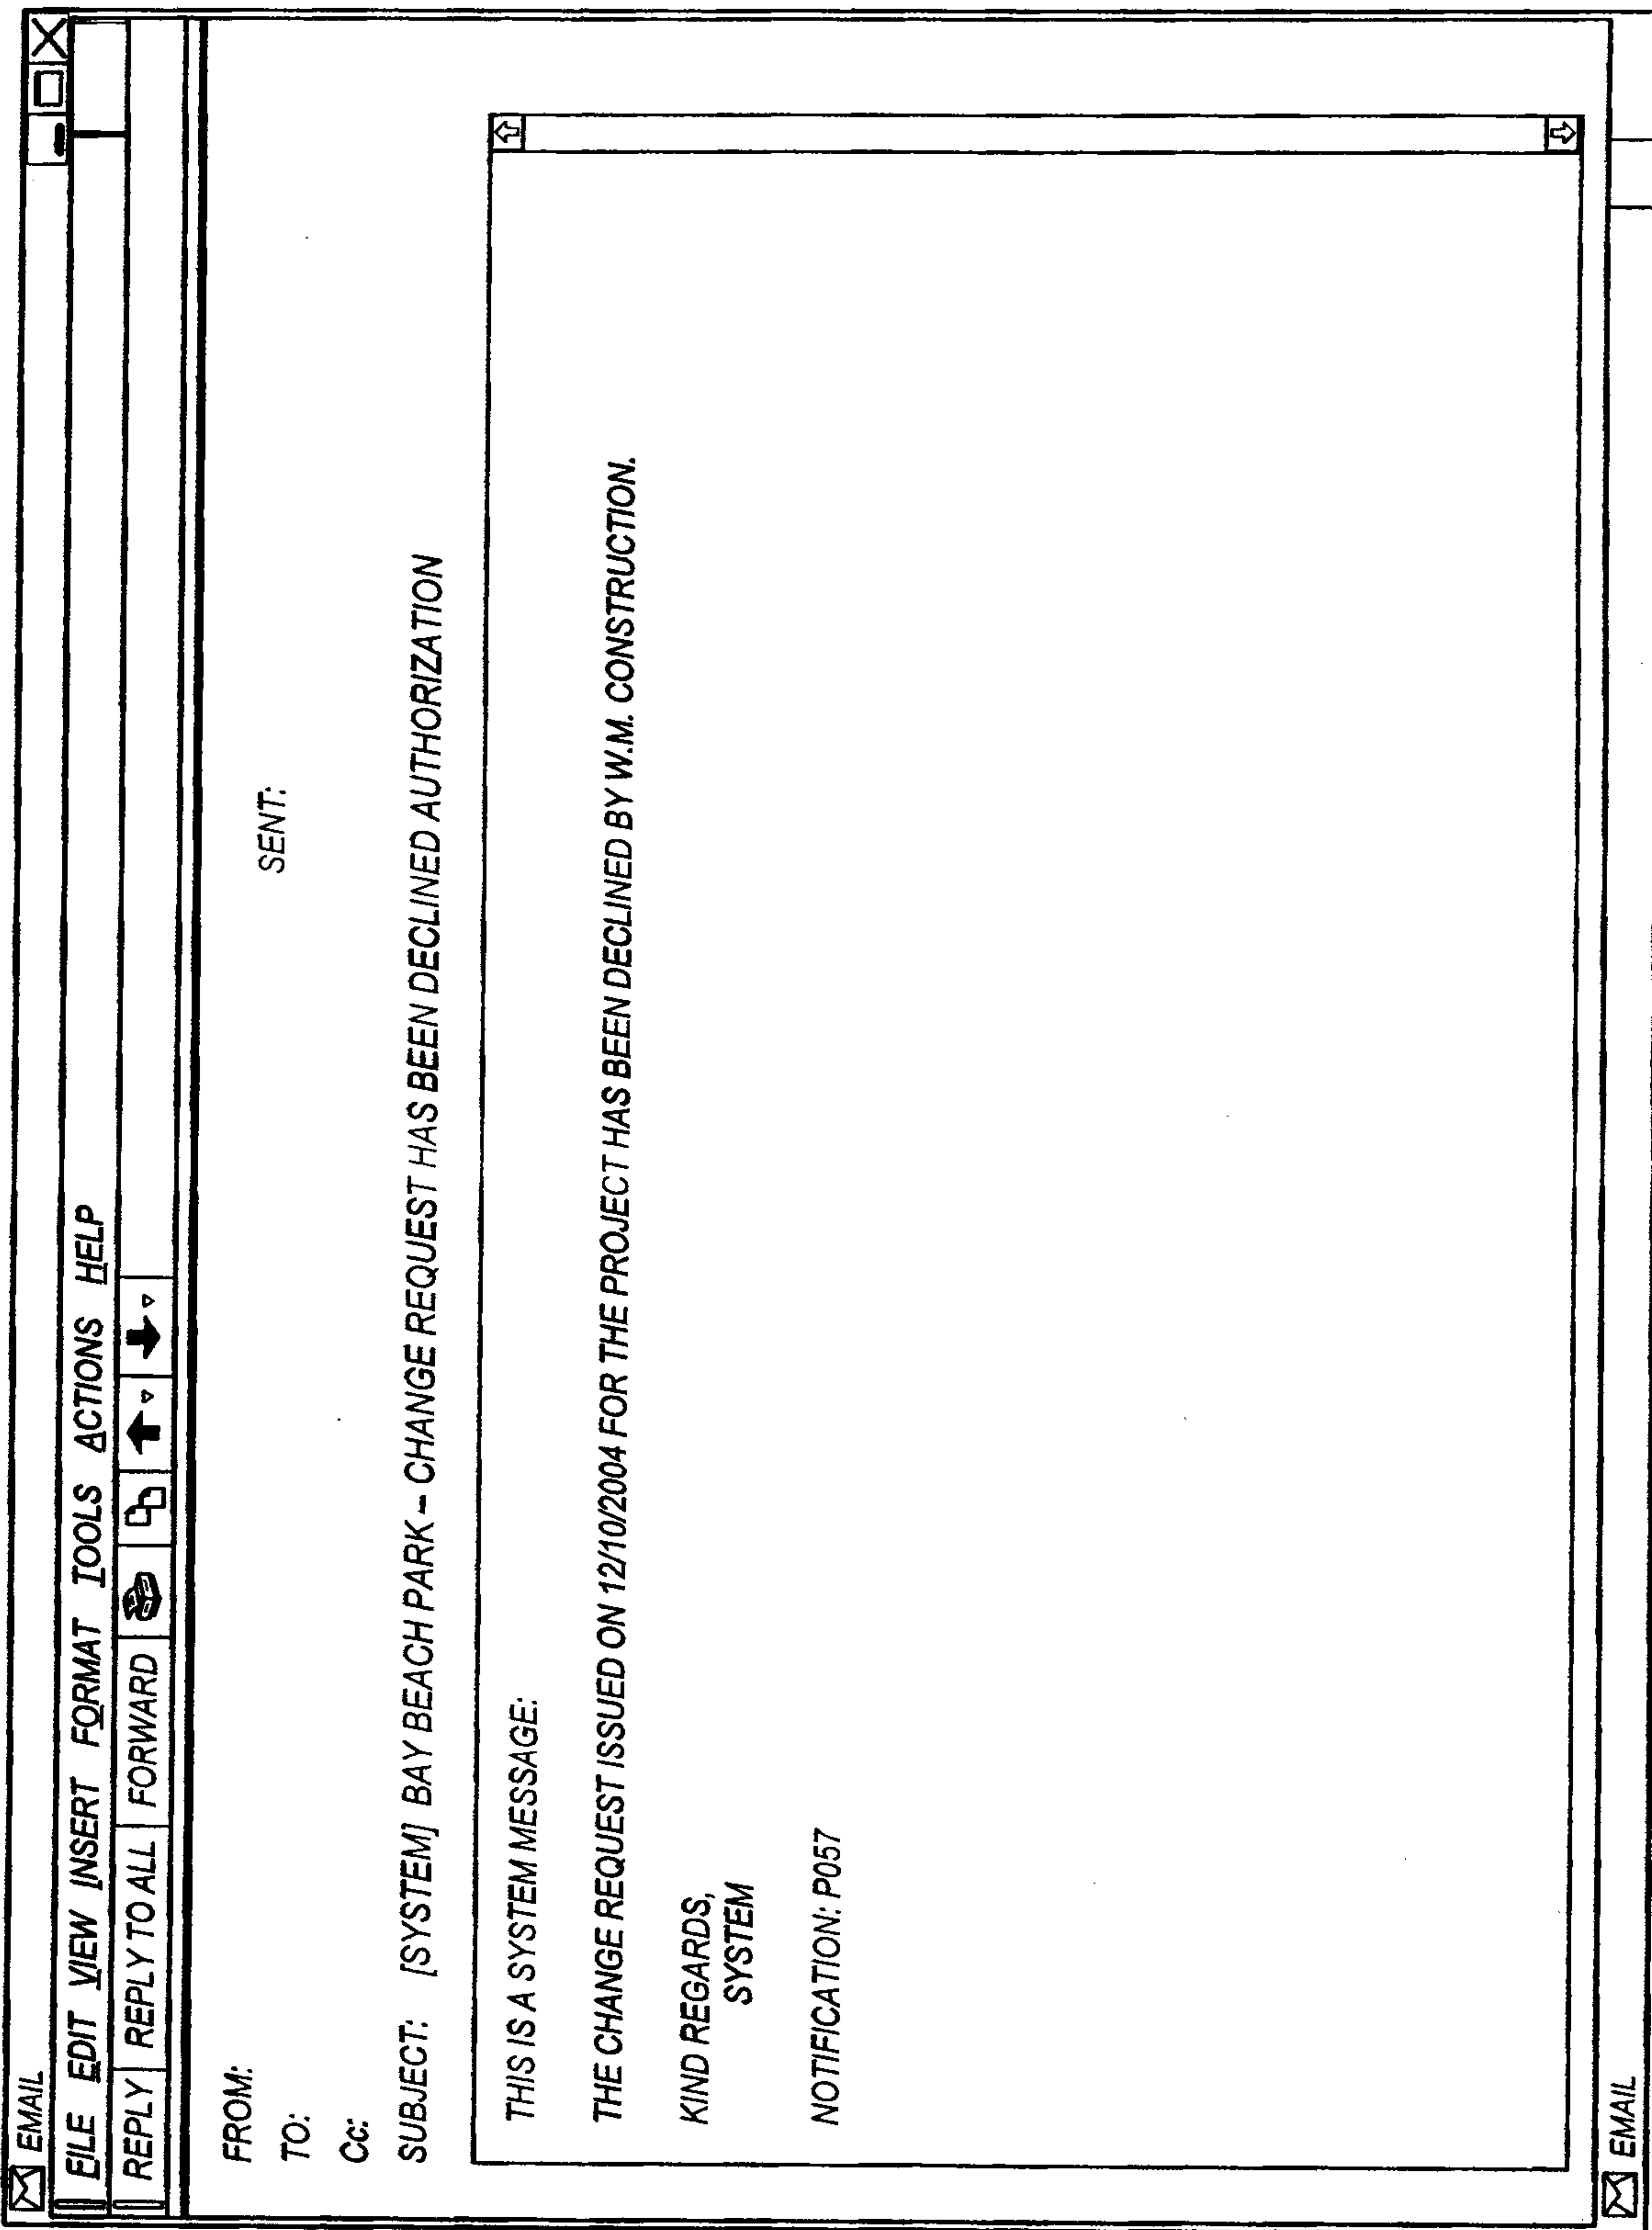 EMAIL
FILE EDIT VIEW INSERT FORMAT TOOLS ACTIONS HELP
REPLY REPLY TO ALL FORWARD
FROM:
SENT:
TO:
Cc:
SUBJECT: [SYSTEM] BAY BEACH PARK – CHANGE REQUEST HAS BEEN DECLINED AUTHORIZATION
THIS IS A SYSTEM MESSAGE:
THE CHANGE REQUEST ISSUED ON 12/10/2004 FOR THE PROJECT HAS BEEN DECLINED BY W.M. CONSTRUCTION.
KIND REGARDS,
SYSTEM
NOTIFICATION: P057
EMAIL